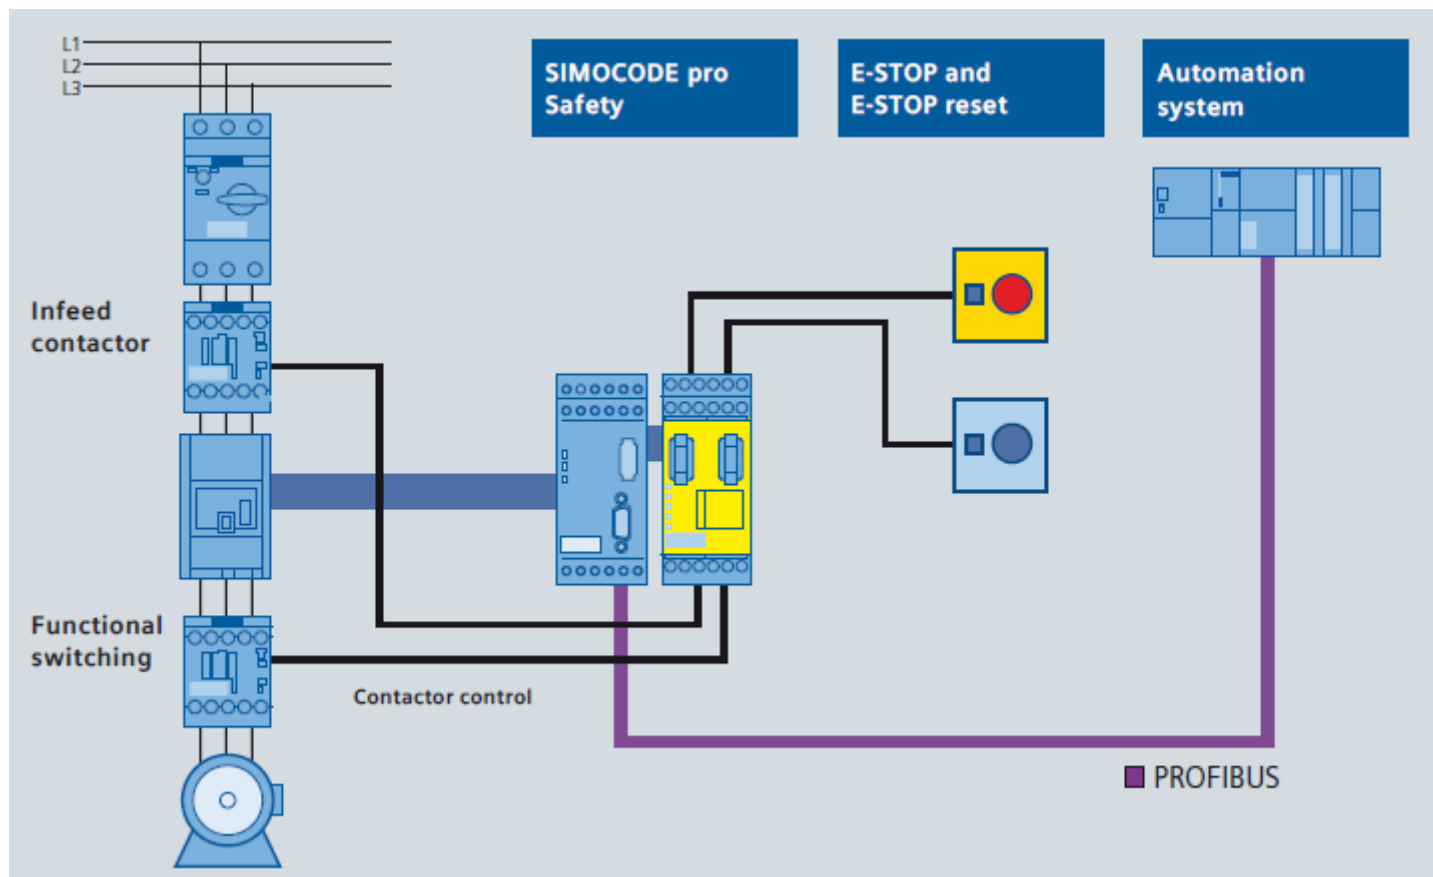 L1
L2
L3
SIMOCODE pro
Safety
E-STOP and
E-STOP reset
Automation
system
Infeed
contactor
Functional
switching
Contactor control
PROFIBUS